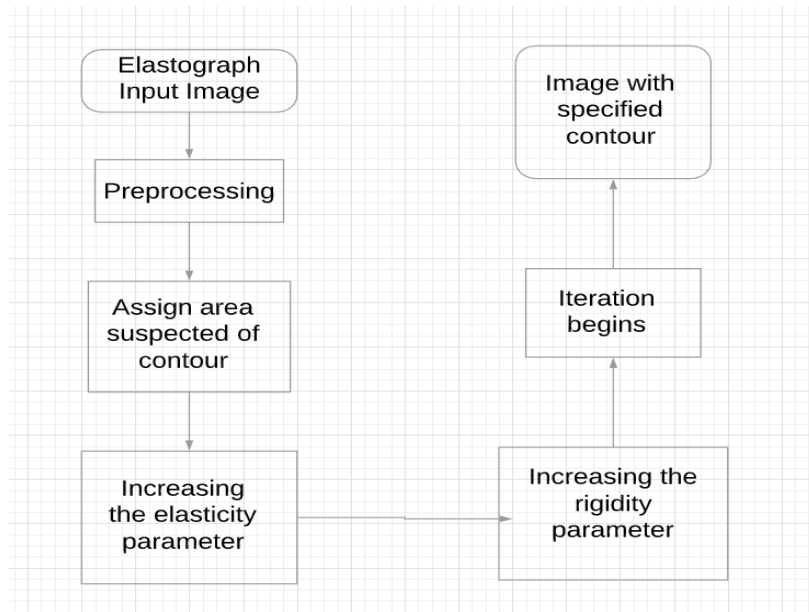 Elastograph
Input Image
Preprocessing
Assign area
suspected of
contour
Increasing
the elasticity
parameter
Increasing the
rigidity
parameter
Iteration
begins
Image with
specified
contour